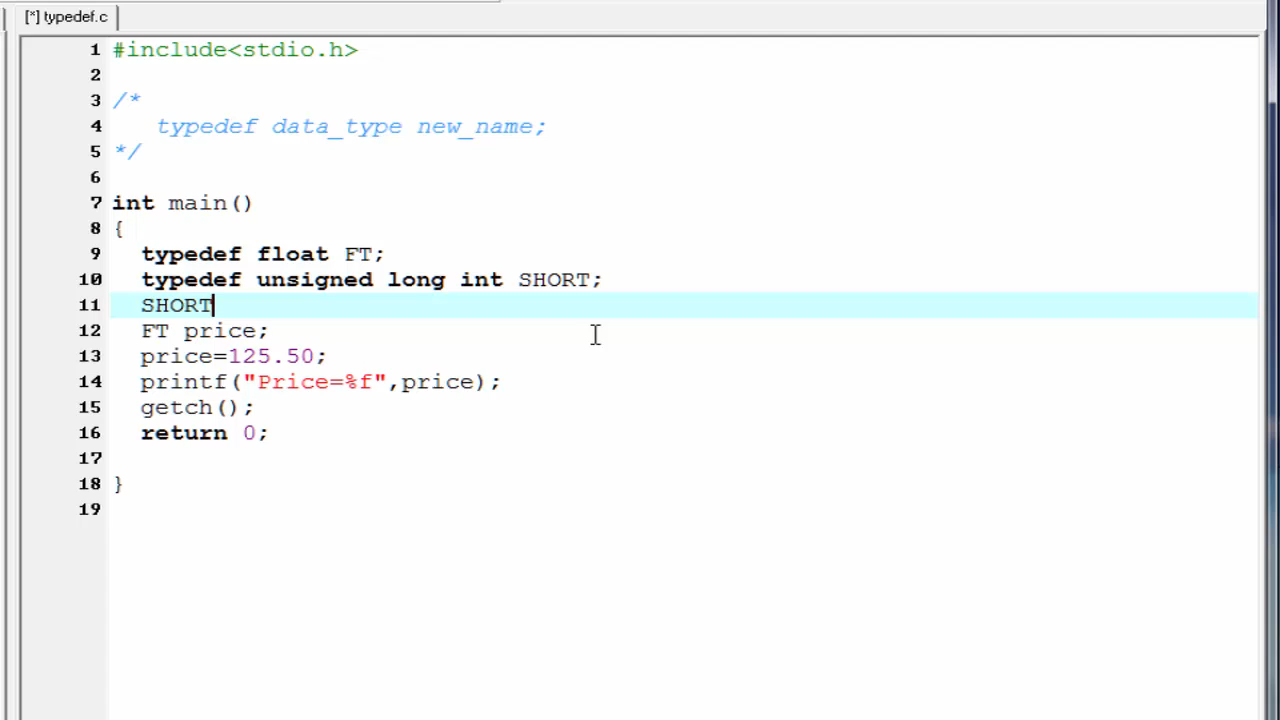 [*] typedef.c
1 #include<stdio.h>
2
3 /*
4 typedef data_type new_name;
5 */
6
7 int main()
8 {
9 typedef float FT;
10 typedef unsigned long int SHORT;
11 SHORT
12 FT price;
13 price=125.50;
14 printf("Price=%f",price);
15 getch();
16 return 0;
17
18 }
19